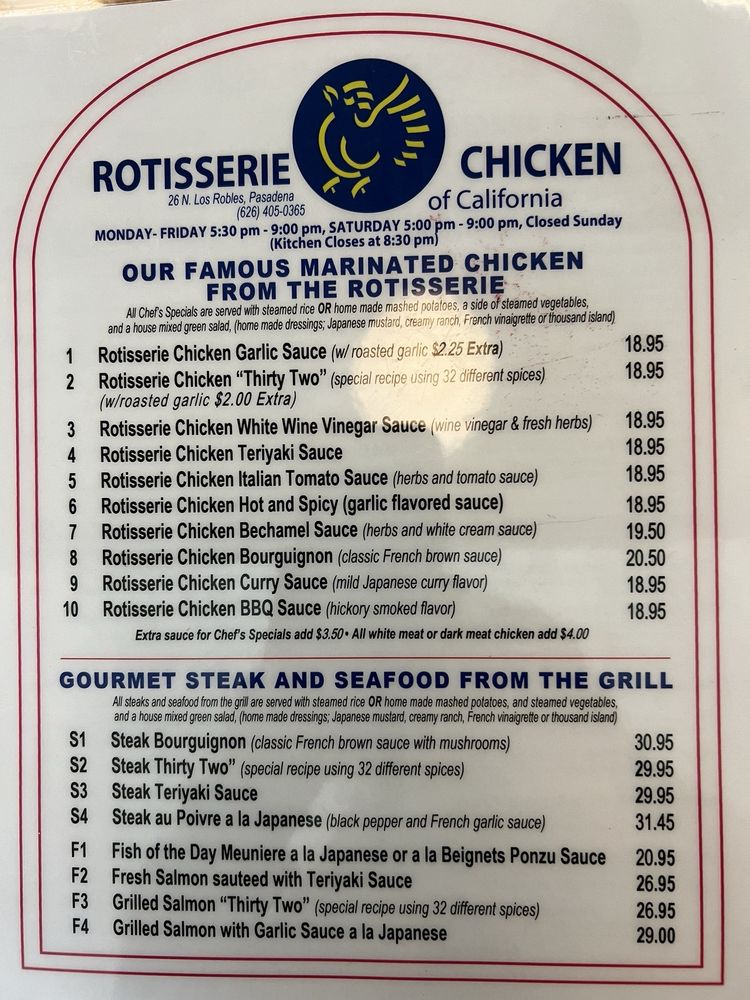 ROTISSERIE CHICKEN
26 N. Los Robles, Pasadena
(626) 405-0365
of California
MONDAY- FRIDAY 5:30 pm - 9:00 pm, SATURDAY 5:00 pm - 9:00 pm, Closed Sunday
(Kitchen Closes at 8:30 pm)
OUR FAMOUS MARINATED CHICKEN
FROM THE ROTISSERIE
All Chef's Specials are served with steamed rice OR home made mashed potatoes, a side of steamed vegetables,
and a house mixed green salad, (home made dressings; Japanese mustard, creamy ranch, French vinaigrette or thousand island)
1 Rotisserie Chicken Garlic Sauce (w/ roasted garlic $2.25 Extra) 18.95
2 Rotisserie Chicken “Thirty Two” (special recipe using 32 different spices) 18.95
(w/roasted garlic $2.00 Extra)
3 Rotisserie Chicken White Wine Vinegar Sauce (wine vinegar & fresh herbs) 18.95
4 Rotisserie Chicken Teriyaki Sauce 18.95
5 Rotisserie Chicken Italian Tomato Sauce (herbs and tomato sauce) 18.95
6 Rotisserie Chicken Hot and Spicy (garlic flavored sauce) 18.95
7 Rotisserie Chicken Bechamel Sauce (herbs and white cream sauce) 19.50
8 Rotisserie Chicken Bourguignon (classic French brown sauce) 20.50
9 Rotisserie Chicken Curry Sauce (mild Japanese curry flavor) 18.95
10 Rotisserie Chicken BBQ Sauce (hickory smoked flavor) 18.95
Extra sauce for Chef's Specials add $3.50• All white meat or dark meat chicken add $4.00
GOURMET STEAK AND SEAFOOD FROM THE GRILL
All steaks and seafood from the grill are served with steamed rice OR home made mashed potatoes, and steamed vegetables,
and a house mixed green salad, (home made dressings; Japanese mustard, creamy ranch, French vinaigrette or thousand island)
S1 Steak Bourguignon (classic French brown sauce with mushrooms) 30.95
S2 Steak Thirty Two” (special recipe using 32 different spices) 29.95
S3 Steak Teriyaki Sauce 29.95
S4 Steak au Poivre a la Japanese (black pepper and French garlic sauce) 31.45
F1 Fish of the Day Meuniere a la Japanese or a la Beignets Ponzu Sauce 20.95
F2 Fresh Salmon sauteed with Teriyaki Sauce 26.95
F3 Grilled Salmon “Thirty Two” (special recipe using 32 different spices) 26.95
F4 Grilled Salmon with Garlic Sauce a la Japanese 29.00